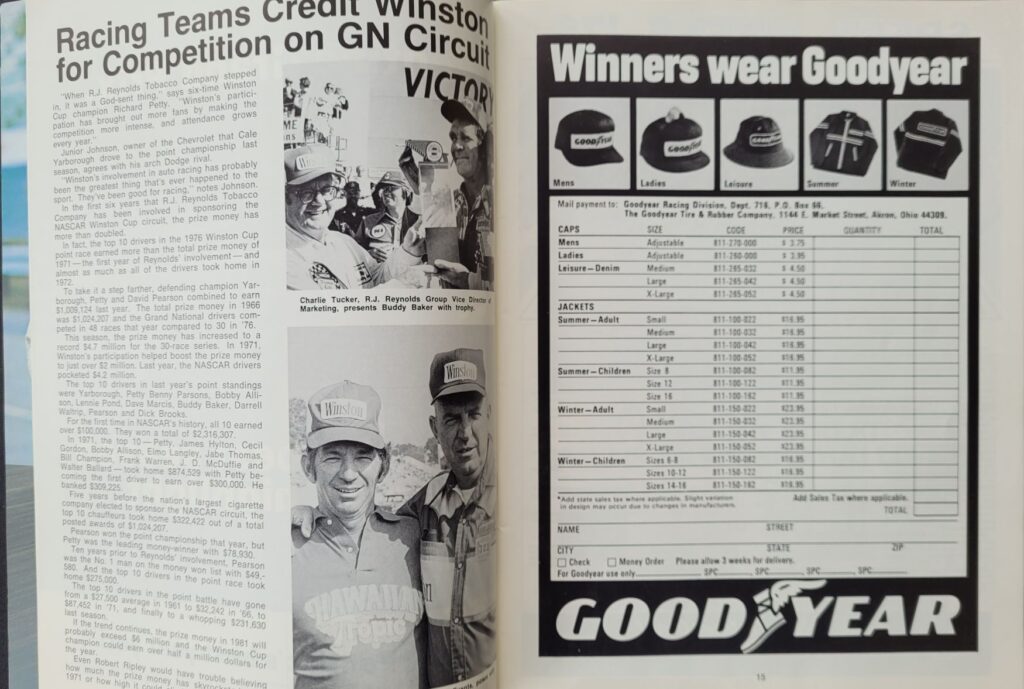 Racing Teams Credit Winston
for Competition on GN Circuit
"When R.J. Reynolds Tobacco Company stepped
in, it was a God-sent thing," says six-time Winston
Cup champion Richard Petty. "Winston's partici-
pation has brought out more fans by making the
competition more intense, and attendance grows
every year."
Junior Johnson, owner of the Chevrolet that Cale
Yarborough drove to the point championship last
season, agrees with his arch Dodge rival.
"Winston's involvement in auto racing has probably
been the greatest thing that's ever happened to the
sport. They've been good for racing," notes Johnson.
In the first six years that R.J. Reynolds Tobacco
Company has been involved in sponsoring the
NASCAR Winston Cup circuit, the prize money has
more than doubled.
In fact, the top 10 drivers in the 1976 Winston Cup
point race earned more than the total prize money of
1971—the first year of Reynolds' involvement—and
almost as much as all of the drivers took home in
1972.
To take it a step farther, defending champion Yar-
borough, Petty and David Pearson combined to earn
$1,009,124 last year. The total prize money in 1966
was $1,024,207 and the Grand National drivers com-
peted in 48 races that year compared to 30 in '76.
This season, the prize money has increased to a
record $4.7 million for the 30-race series. In 1971,
Winston's participation helped boost the prize money
to just over $2 million. Last year, the NASCAR drivers
pocketed $4.2 million.
The top 10 drivers in last year's point standings
were Yarborough, Petty Benny Parsons, Bobby Alli-
son, Lennie Pond, Dave Marcis, Buddy Baker, Darrell
Waltrip, Pearson and Dick Brooks.
For the first time in NASCAR's history, all 10 earned
over $100,000. They won a total of $2,316,307.
In 1971, the top 10—Petty, James Hylton, Cecil
Gordon, Bobby Allison, Elmo Langley, Jabe Thomas,
Bill Champion, Frank Warren, J. D. McDuffie and
Walter Ballard—took home $874,529 with Petty be-
coming the first driver to earn over $300,000. He
banked $309,225.
Five years before the nation's largest cigarette
company elected to sponsor the NASCAR circuit, the
top 10 chauffeurs took home $322,422 out of a total
posted awards of $1,024,207.
Pearson won the point championship that year, but
Petty was the leading money-winner with $78,930.
Ten years prior to Reynolds' involvement, Pearson
was the No. 1 man on the money won list with $49,-
580. And the top 10 drivers in the point race took
home $275,000.
The top 10 drivers in the point battle have gone
from a $27,500 average in 1961 to $32,242 in '66, to
$87,452 in '71, and finally to a whopping $231,630
last season.
If the trend continues, the prize money in 1981 will
probably exceed $6 million and the Winston Cup
champion could earn over half a million dollars for
the year.
Even Robert Ripley would have trouble believing
how much the prize money has
1971 or how high it could
VICTORY
Winston
Charlie Tucker, R.J. Reynolds Group Vice Director of
Marketing, presents Buddy Baker with trophy.
Winston
Winston
HAWAIIAN
Tropic
Winners wear Goodyear
GOODYEAR
GOODYEAR
Mens Ladies Leisure Summer Winter
Mail payment to: Goodyear Racing Division, Dept. 718, P.O. Box 66,
The Goodyear Tire & Rubber Company, 1144 E. Market Street, Akron, Ohio 44309.
CAPS SIZE CODE PRICE QUANTITY TOTAL
Mens Adjustable 811-270-000 $ 3.75
Ladies Adjustable 811-260-000 $ 3.95
Leisure—Denim Medium 811-265-032 $ 4.50
Large 811-265-042 $ 4.50
X-Large 811-265-052 $ 4.50
JACKETS
Summer—Adult Small 811-100-022 $16.95
Medium 811-100-032 $16.95
Large 811-100-042 $16.95
X-Large 811-100-052 $16.95
Summer—Children Size 8 811-100-082 $11.95
Size 12 811-100-122 $11.95
Size 16 811-100-162 $11.95
Winter—Adult Small 811-150-022 $23.95
Medium 811-150-032 $23.95
Large 811-150-042 $23.95
X-Large 811-150-052 $23.95
Winter—Children Sizes 6-8 811-150-082 $16.95
Sizes 10-12 811-150-122 $16.95
Sizes 14-16 811-150-162 $16.95
*Add state sales tax where applicable. Slight variation
in design may occur due to changes in manufacturers.
Add Sales Tax where applicable.
TOTAL
NAME STREET
CITY STATE ZIP
Check Money Order Please allow 3 weeks for delivery.
For Goodyear use only SPC SPC SPC SPC
GOODYEAR
15